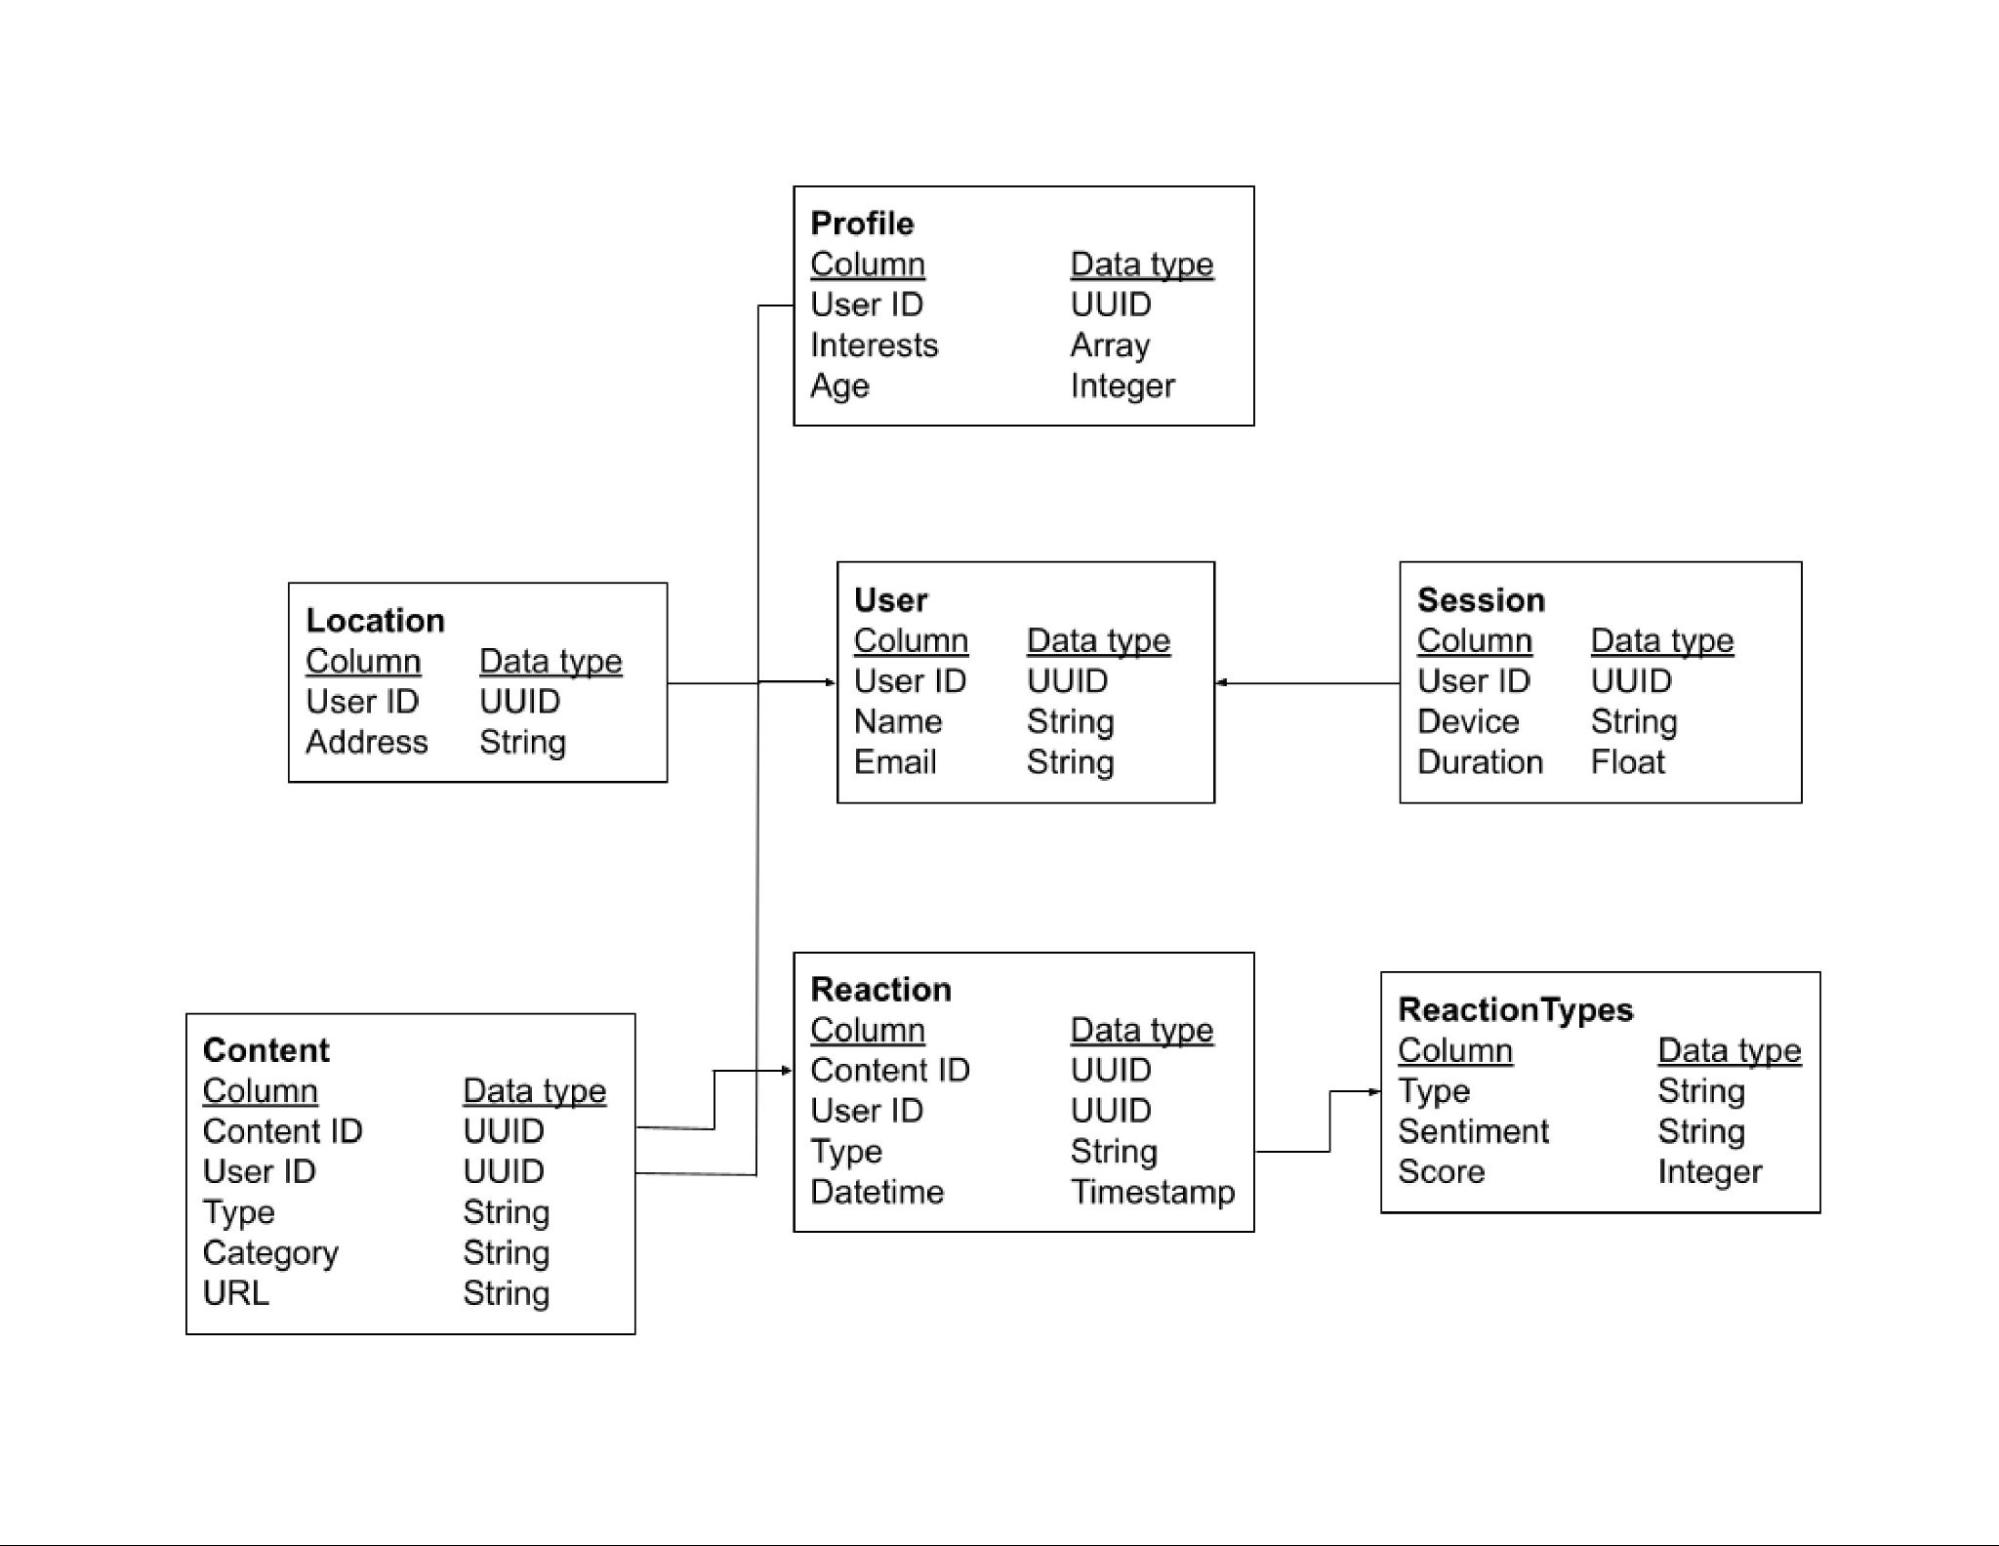 Profile
Column Data type
User ID UUID
Interests Array
Age Integer
Location
Column Data type
User ID UUID
Address String
User
Column Data type
User ID UUID
Name String
Email String
Session
Column Data type
User ID UUID
Device String
Duration Float
Content
Column Data type
Content ID UUID
User ID UUID
Type String
Category String
URL String
Reaction
Column Data type
Content ID UUID
User ID UUID
Type String
Datetime Timestamp
ReactionTypes
Column Data type
Type String
Sentiment String
Score Integer